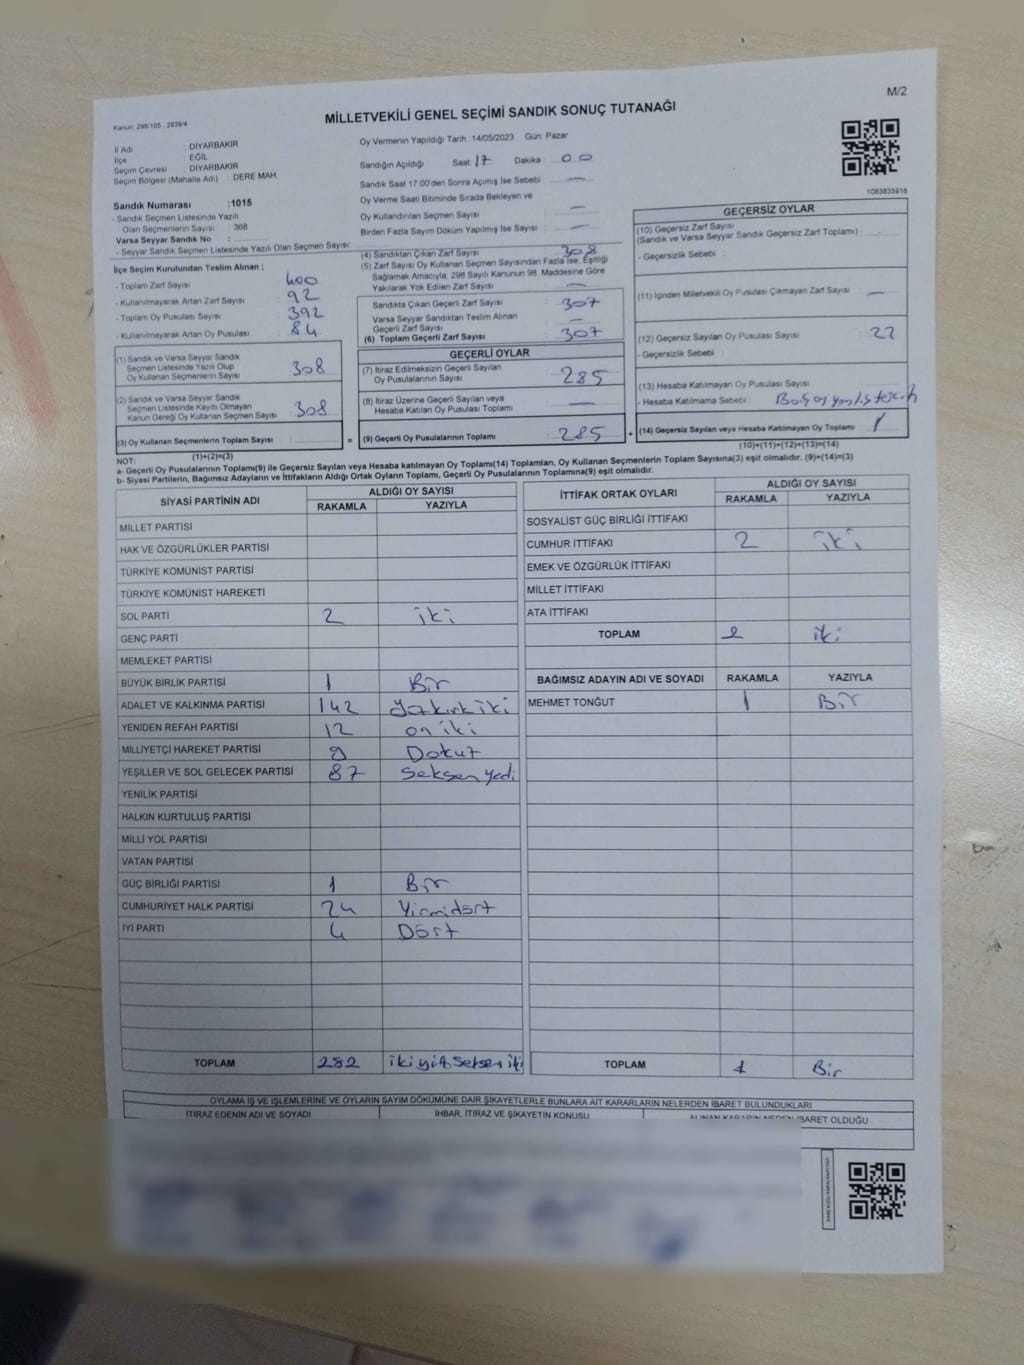 M/2
Kanun: 298/105, 2839/4
MİLLETVEKİLİ GENEL SEÇİMİ SANDIK SONUÇ TUTANAĞI
İl Adı : DİYARBAKIR
İlçe : EĞİL
Seçim Çevresi : DİYARBAKIR
Seçim Bölgesi (Mahalle Adı) : DERE MAH.
Sandık Numarası :1015
- Sandık Seçmen Listesinde Yazılı
Olan Seçmenlerin Sayısı : 368
Varsa Seyyar Sandık No :
- Seyyar Sandık Seçmen Listesinde Yazılı Olan Seçmen Sayısı:
Oy Vermenin Yapıldığı Tarih :14/05/2023 Gün: Pazar
Sandığın Açıldığı Saat 17 Dakika : 00
Sandık Saat 17:00'den Sonra Açımış İse Sebebi : —
Oy Verme Saati Bitiminde Sırada Bekleyen ve
Oy Kullandırılan Seçmen Sayısı —
Birden Fazla Sayım Döküm Yapılmış İse Sayısı : —
1083835916
İlçe Seçim Kurulundan Teslim Alınan ;
- Toplam Zarf Sayısı : 400
- Kullanılmayarak Artan Zarf Sayısı : 92
- Toplam Oy Pusulası Sayısı : 392
- Kullanılmayarak Artan Oy Pusulası : 84
(1) Sandık ve Varsa Seyyar Sandık
Seçmen Listesinde Yazılı Olup
Oy Kullanan Seçmenlerin Sayısı : 308
(2) Sandık ve Varsa Seyyar Sandık
Seçmen Listesinde Kayıtlı Olmayan
Kanun Gereği Oy Kullanan Seçmen Sayısı : 308
(3) Oy Kullanan Seçmenlerin Toplam Sayısı :
(1)+(2)=(3)
(4) Sandıktan Çıkan Zarf Sayısı : 308
(5) Zarf Sayısı Oy Kullanan Seçmen Sayısından Fazla İse, Eşitliği
Sağlamak Amacıyla, 298 Sayılı Kanunun 98. Maddesine Göre
Yakılarak Yok Edilen Zarf Sayısı : —
Sandıkta Çıkan Geçerli Zarf Sayısı : 307
Varsa Seyyar Sandıktan Teslim Alınan
Geçerli Zarf Sayısı : —
(6) Toplam Geçerli Zarf Sayısı : 307
GEÇERLİ OYLAR
(7) İtiraz Edilmeksizin Geçerli Sayılan
Oy Pusulalarının Sayısı : 285
(8) İtiraz Üzerine Geçerli Sayılan veya
Hesaba Katılan Oy Pusulası Toplamı : —
= (9) Geçerli Oy Pusulalarının Toplamı : 285
GEÇERSİZ OYLAR
(10) Geçersiz Zarf Sayısı
(Sandık ve Varsa Seyyar Sandık Geçersiz Zarf Toplamı) :
- Geçersizlik Sebebi :
(11) İçinden Milletvekili Oy Pusulası Çıkmayan Zarf Sayısı : —
(12) Geçersiz Sayılan Oy Pusulası Sayısı : 22
- Geçersizlik Sebebi :
(13) Hesaba Katılmayan Oy Pusulası Sayısı :
- Hesaba Katılmama Sebebi :
+ (14) Geçersiz Sayılan veya Hesaba Katılmayan Oy Toplamı : 1
(10)+(11)+(12)+(13)=(14)
NOT:
a- Geçerli Oy Pusulalarının Toplamı(9) ile Geçersiz Sayılan veya Hesaba katılmayan Oy Toplamı(14) Toplamları, Oy Kullanan Seçmenlerin Toplam Sayısına(3) eşit olmalıdır. (9)+(14)=(3)
b- Siyasi Partilerin, Bağımsız Adayların ve İttifakların Aldığı Ortak Oyların Toplamı, Geçerli Oy Pusulalarının Toplamına(9) eşit olmalıdır.
SİYASİ PARTİNİN ADI ALDIĞI OY SAYISI
RAKAMLA YAZIYLA
MİLLET PARTİSİ
HAK VE ÖZGÜRLÜKLER PARTİSİ
TÜRKİYE KOMÜNİST PARTİSİ
TÜRKİYE KOMÜNİST HAREKETİ
SOL PARTİ 2 iki
GENÇ PARTİ
MEMLEKET PARTİSİ
BÜYÜK BİRLİK PARTİSİ 1 Bir
ADALET VE KALKINMA PARTİSİ 142 yüzkırkiki
YENİDEN REFAH PARTİSİ 12 on iki
MİLLİYETÇİ HAREKET PARTİSİ 9 Dokuz
YEŞİLLER VE SOL GELECEK PARTİSİ 87 seksen yedi
YENİLİK PARTİSİ
HALKIN KURTULUŞ PARTİSİ
MİLLİ YOL PARTİSİ
VATAN PARTİSİ
GÜÇ BİRLİĞİ PARTİSİ 1 Bir
CUMHURİYET HALK PARTİSİ 24 Yirmidört
İYİ PARTİ 4 Dört
TOPLAM 282
İTTİFAK ORTAK OYLARI ALDIĞI OY SAYISI
RAKAMLA YAZIYLA
SOSYALİST GÜÇ BİRLİĞİ İTTİFAKI
CUMHUR İTTİFAKI 2 iki
EMEK VE ÖZGÜRLÜK İTTİFAKI
MİLLET İTTİFAKI
ATA İTTİFAKI
TOPLAM 2 iki
BAĞIMSIZ ADAYIN ADI VE SOYADI RAKAMLA YAZIYLA
MEHMET TONĞUT 1 Bir
TOPLAM 1 Bir
OYLAMA İŞ VE İŞLEMLERİNE VE OYLARIN SAYIM DÖKÜMÜNE DAİR ŞİKAYETLERLE BUNLARA AİT KARARLARIN NELERDEN İBARET BULUNDUKLARI
İTİRAZ EDENİN ADI VE SOYADI İHBAR, İTİRAZ VE ŞİKAYETİN KONUSU ALINAN KARARIN NEDEN İBARET OLDUĞU